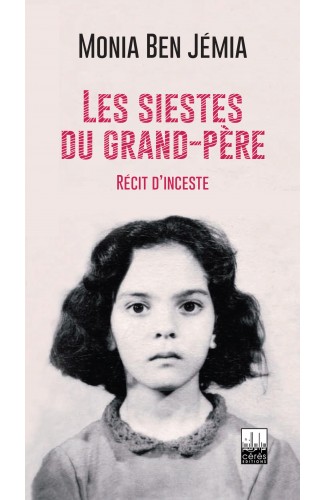 Monia Ben Jémia
Les siestes
du grand-père
Récit d'inceste
cérès
éditions